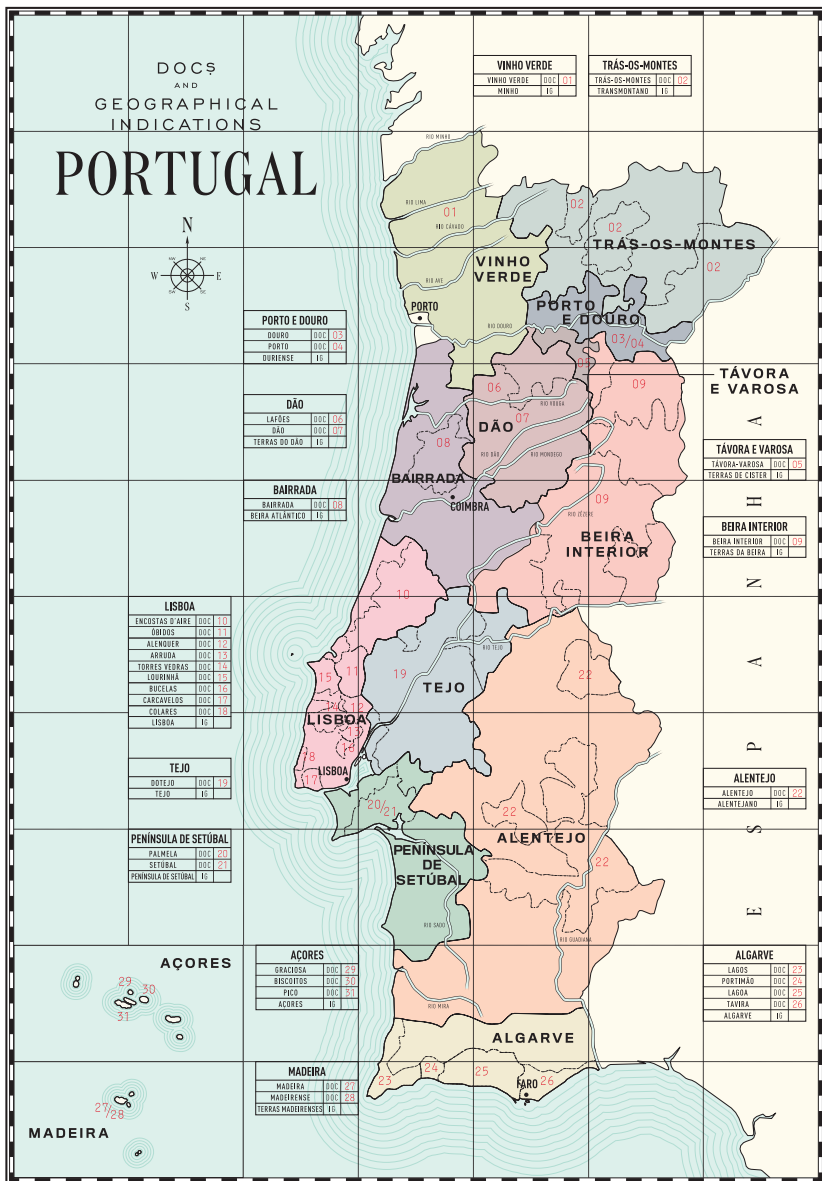 DOCS
AND
GEOGRAPHICAL
INDICATIONS
PORTUGAL
N
NW NE
W E
SW SE
S
VINHO VERDE
VINHO VERDE DOC 01
MINHO IG
TRÁS-OS-MONTES
TRÁS-OS-MONTES DOC 02
TRANSMONTANO IG
RIO MINHO
RIO LIMA
01
RIO CÁVADO
02
02
TRÁS-OS-MONTES
02
VINHO
VERDE
RIO AVE
PORTO
PORTO
E DOURO
RIO DOURO
03/04
PORTO E DOURO
DOURO DOC 03
PORTO DOC 04
DURIENSE IG
05
TÁVORA
E VAROSA
DÃO
LAFÕES DOC 06
DÃO DOC 07
TERRAS DO DÃO IG
06
RIO VOUGA
07
DÃO
09
08
RIO DÃO
RIO MONDEGO
TÁVORA E VAROSA
TÁVORA-VAROSA DOC 05
TERRAS DE CISTER IG
BAIRRADA
COIMBRA
BAIRRADA
BAIRRADA DOC 08
BEIRA ATLÂNTICO IG
09
RIO ZÊZERE
BEIRA
INTERIOR
BEIRA INTERIOR
BEIRA INTERIOR DOC 09
TERRAS DA BEIRA IG
ESPANHA
LISBOA
ENCOSTAS D'AIRE DOC 10
ÓBIDOS DOC 11
ALENQUER DOC 12
ARRUDA DOC 13
TORRES VEDRAS DOC 14
LOURINHÃ DOC 15
BUCELAS DOC 16
CARCAVELOS DOC 17
COLARES DOC 18
LISBOA IG
10
RIO TEJO
15
11
19
TEJO
22
14
12
LISBOA
13
16
18
17
LISBOA
TEJO
DOTEJO DOC 19
TEJO IG
20/21
22
ALENTEJO
22
ALENTEJO
ALENTEJO DOC 22
ALENTEJANO IG
PENÍNSULA DE SETÚBAL
PALMELA DOC 20
SETÚBAL DOC 21
PENÍNSULA DE SETÚBAL IG
PENÍNSULA
DE
SETÚBAL
RIO SADO
RIO GUADIANA
AÇORES
29
30
31
AÇORES
GRACIOSA DOC 29
BISCOITOS DOC 30
PICO DOC 31
AÇORES IG
RIO MIRA
ALGARVE
LAGOS DOC 23
PORTIMÃO DOC 24
LAGOA DOC 25
TAVIRA DOC 26
ALGARVE IG
ALGARVE
23
24
25
26
FARO
MADEIRA
MADEIRA DOC 27
MADEIRENSE DOC 28
TERRAS MADEIRENSES IG
27/28
MADEIRA